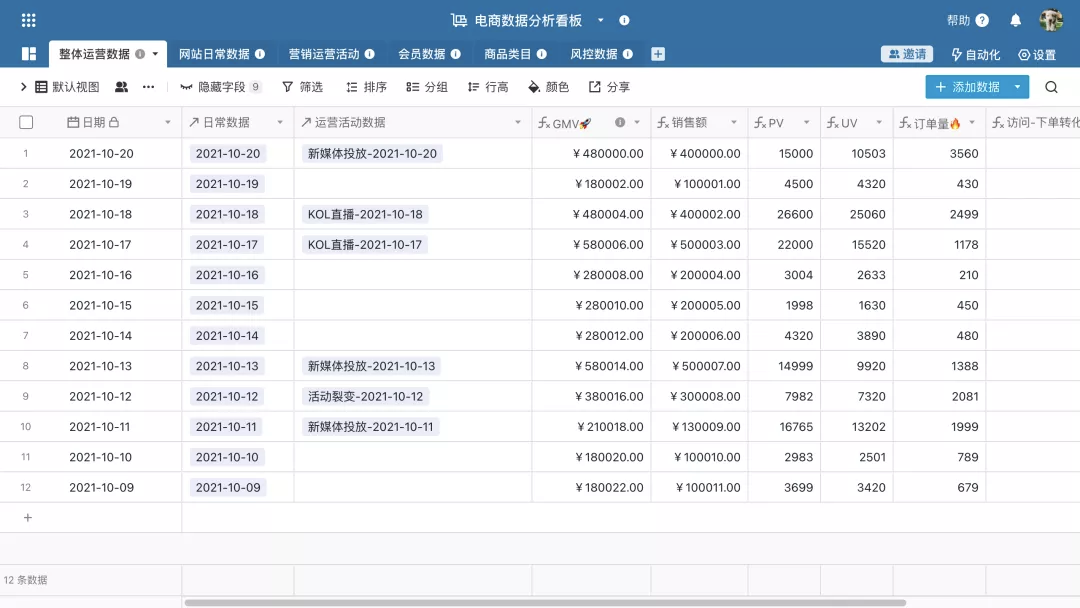 电商数据分析看板
帮助
整体运营数据 网站日常数据 营销运营活动 会员数据 商品类目 风控数据 邀请 自动化 设置
默认视图 隐藏字段 9 筛选 排序 分组 行高 颜色 分享 添加数据
日期 日常数据 运营活动数据 GMV🚀 销售额 PV UV 订单量🔥 访问-下单转化
1 2021-10-20 2021-10-20 新媒体投放-2021-10-20 ¥480000.00 ¥400000.00 15000 10503 3560
2 2021-10-19 2021-10-19 ¥180002.00 ¥100001.00 4500 4320 430
3 2021-10-18 2021-10-18 KOL直播-2021-10-18 ¥480004.00 ¥400002.00 26600 25060 2499
4 2021-10-17 2021-10-17 KOL直播-2021-10-17 ¥580006.00 ¥500003.00 22000 15520 1178
5 2021-10-16 2021-10-16 ¥280008.00 ¥200004.00 3004 2633 210
6 2021-10-15 2021-10-15 ¥280010.00 ¥200005.00 1998 1630 450
7 2021-10-14 2021-10-14 ¥280012.00 ¥200006.00 4320 3890 480
8 2021-10-13 2021-10-13 新媒体投放-2021-10-13 ¥580014.00 ¥500007.00 14999 9920 1388
9 2021-10-12 2021-10-12 活动裂变-2021-10-12 ¥380016.00 ¥300008.00 7982 7320 2081
10 2021-10-11 2021-10-11 新媒体投放-2021-10-11 ¥210018.00 ¥130009.00 16765 13202 1999
11 2021-10-10 2021-10-10 ¥180020.00 ¥100010.00 2983 2501 789
12 2021-10-09 2021-10-09 ¥180022.00 ¥100011.00 3699 3420 679
12 条数据